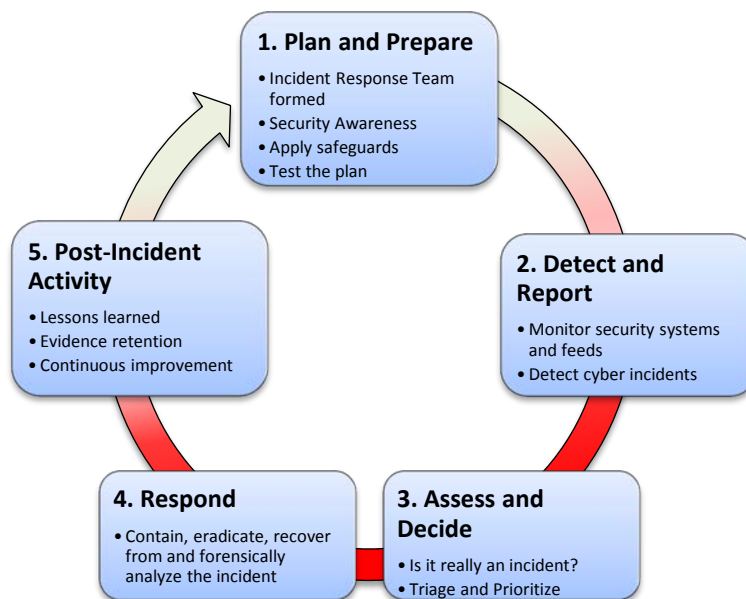 1. Plan and Prepare
• Incident Response Team
formed
• Security Awareness
• Apply safeguards
• Test the plan
2. Detect and
Report
• Monitor security systems
and feeds
• Detect cyber incidents
3. Assess and
Decide
• Is it really an incident?
• Triage and Prioritize
4. Respond
• Contain, eradicate, recover
from and forensically
analyze the incident
5. Post-Incident
Activity
• Lessons learned
• Evidence retention
• Continuous improvement